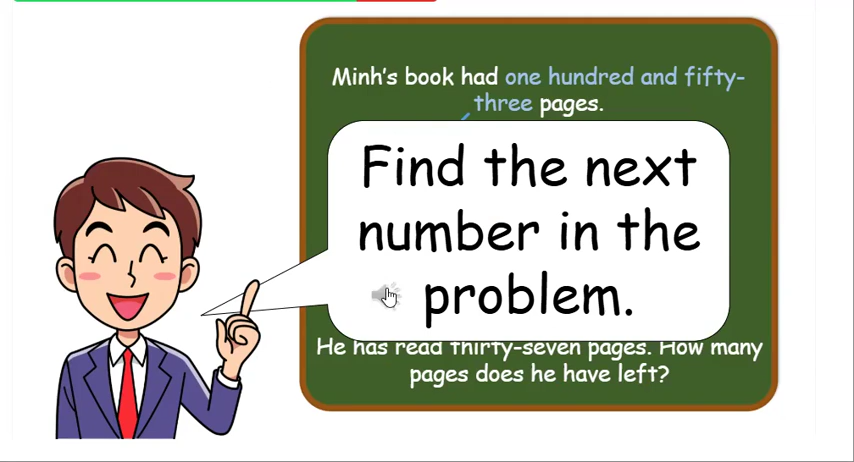 Minh's book had one hundred and fifty-
three pages.
Find the next
number in the
problem.
He has read thirty-seven pages. How many
pages does he have left?